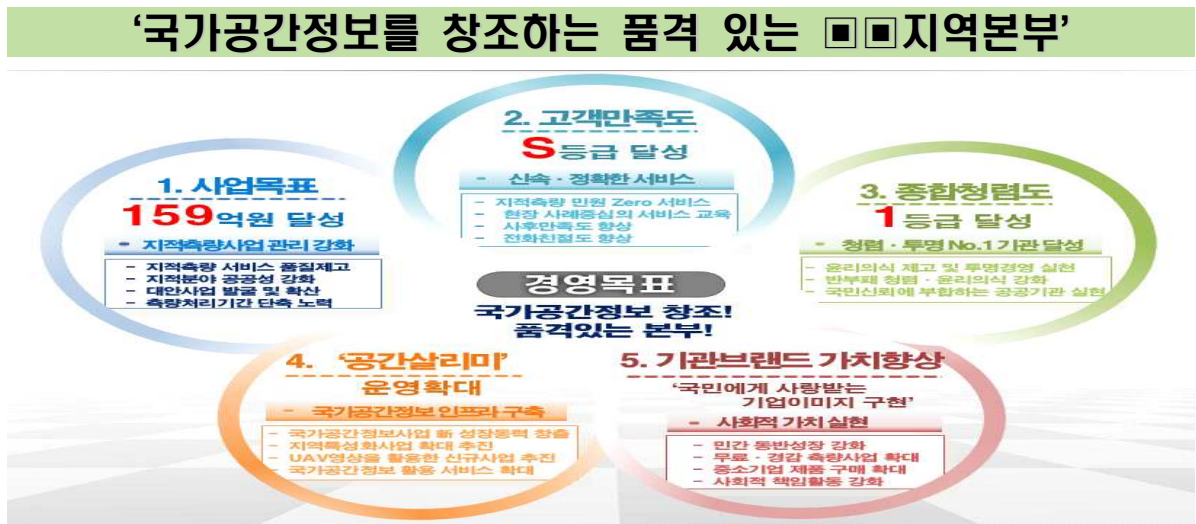 ‘국가공간정보를 창조하는 품격 있는 ▣▣지역본부’
1. 사업목표
159억원 달성
• 지적측량사업 관리 강화
- 지적측량 서비스 품질제고
- 지적분야 공공성 강화
- 대안사업 발굴 및 확산
- 측량처리기간 단축 노력
2. 고객만족도
S등급 달성
- 신속·정확한 서비스
- 지적측량 민원 Zero 서비스
- 현장 사례중심의 서비스 교육
- 사후만족도 향상
- 전화친절도 향상
3. 종합청렴도
1등급 달성
• 청렴·투명 No.1 기관 달성
- 윤리의식 제고 및 투명경영 실천
- 반부패 청렴·윤리의식 강화
- 국민신뢰에 부합하는 공공기관 실현
경영목표
국가공간정보 창조!
품격있는 본부!
4. ‘공간살리미’
운영확대
- 국가공간정보 인프라 구축
- 국가공간정보사업 新 성장동력 창출
- 지역특성화사업 확대 추진
- UAV영상을 활용한 신규사업 추진
- 국가공간정보 활용 서비스 확대
5. 기관브랜드 가치향상
‘국민에게 사랑받는
기업이미지 구현’
- 사회적 가치 실현
- 민간 동반성장 강화
- 무료·경감 측량사업 확대
- 중소기업 제품 구매 확대
- 사회적 책임활동 강화